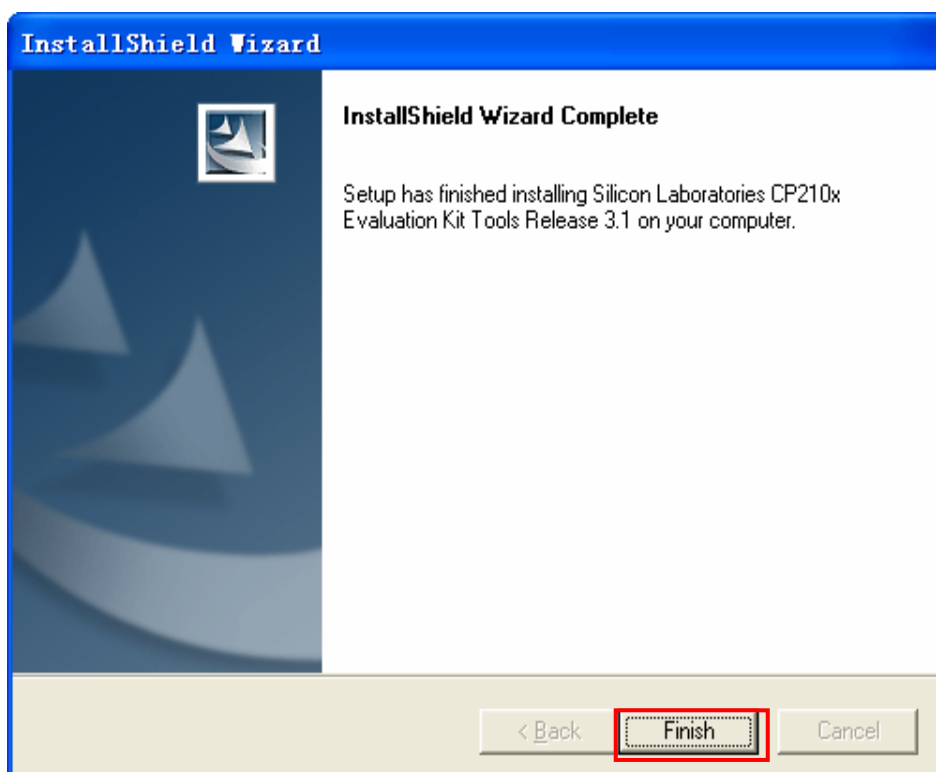 InstallShield Wizard
InstallShield Wizard Complete
Setup has finished installing Silicon Laboratories CP210x
Evaluation Kit Tools Release 3.1 on your computer.
< Back Finish Cancel